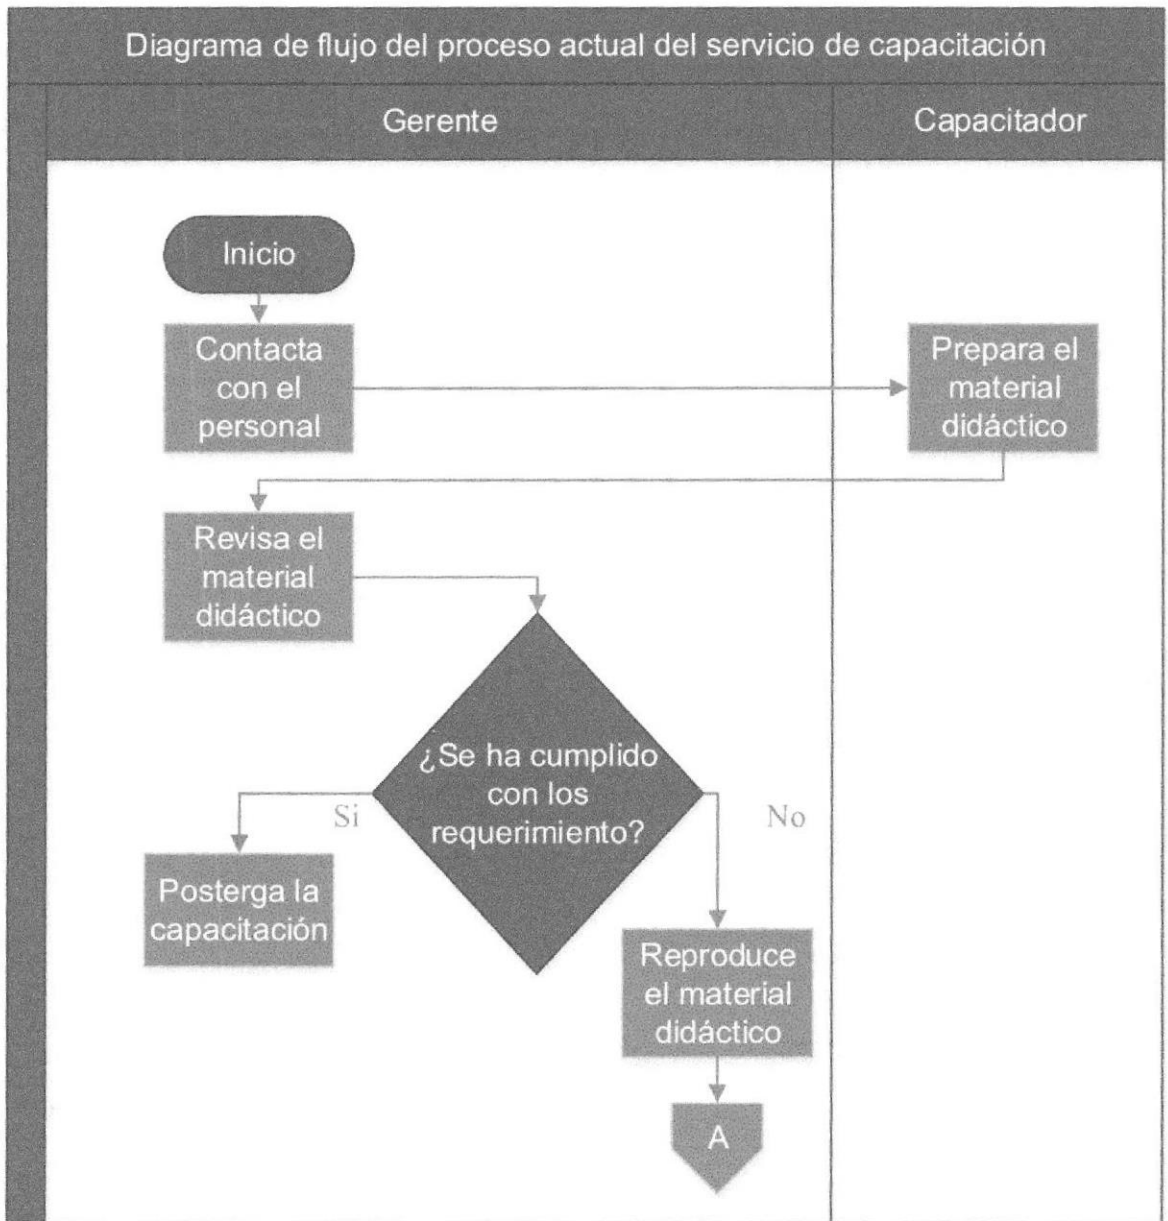 Diagrama de flujo del proceso actual del servicio de capacitación
Gerente
Capacitador
Inicio
Contacta
con el
personal
Prepara el
material
didáctico
Revisa el
material
didáctico
¿Se ha cumplido
con los
requerimiento?
Si
No
Posterga la
capacitación
Reproduce
el material
didáctico
A